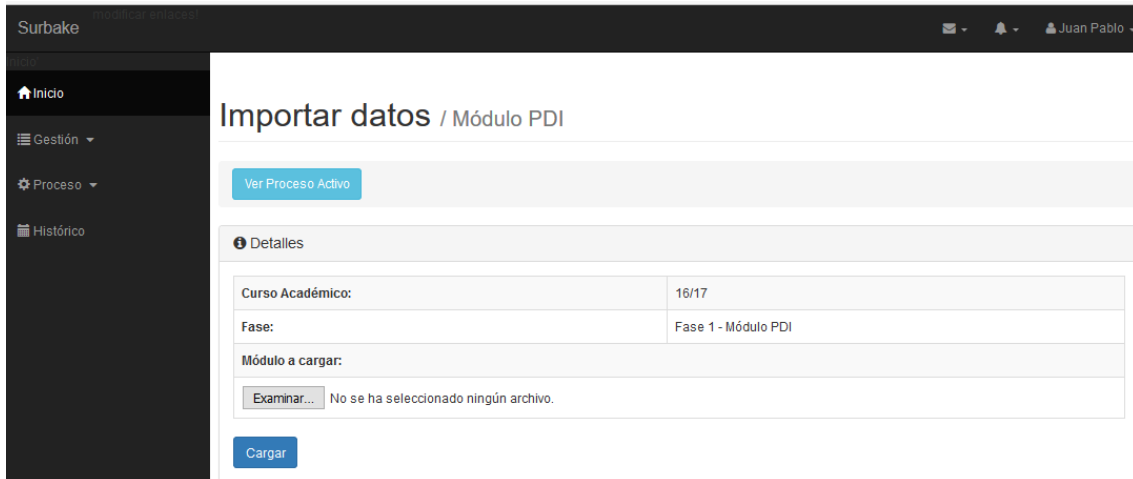 modificar enlaces!
Surbake
Juan Pablo
Inicio'
Inicio
Importar datos / Módulo PDI
Gestión
Ver Proceso Activo
Proceso
Histórico
Detalles
Curso Académico: 16/17
Fase: Fase 1 - Módulo PDI
Módulo a cargar:
Examinar... No se ha seleccionado ningún archivo.
Cargar